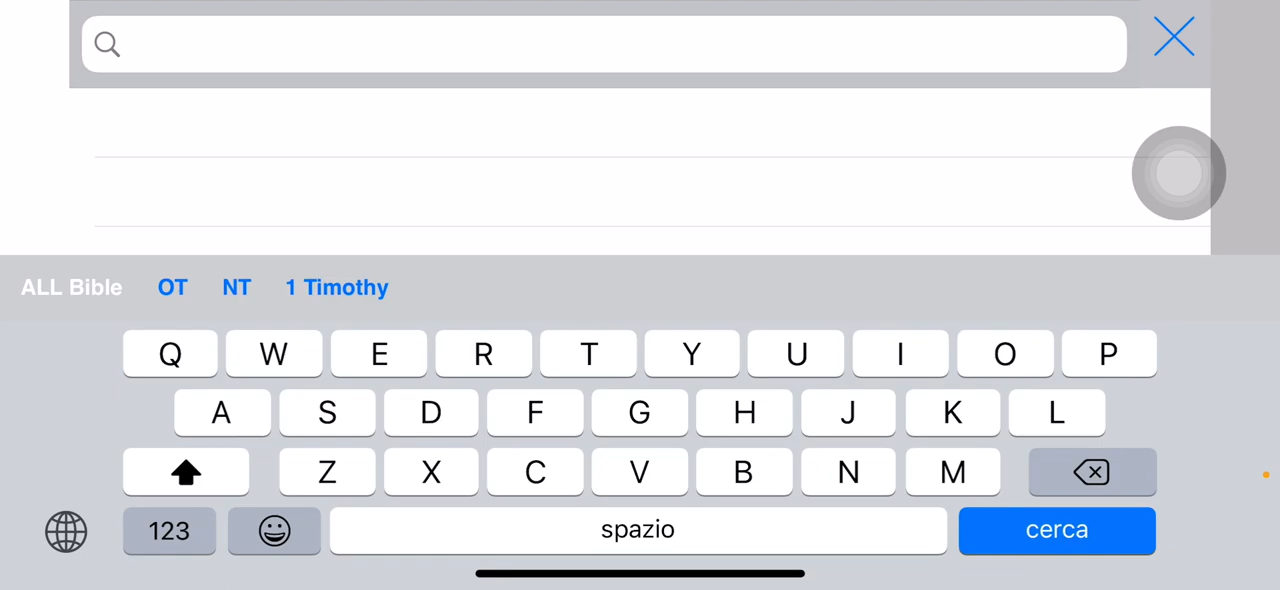 ALL Bible OT NT 1 Timothy
Q W E R T Y U I O P
A S D F G H J K L
Z X C V B N M
123 spazio cerca